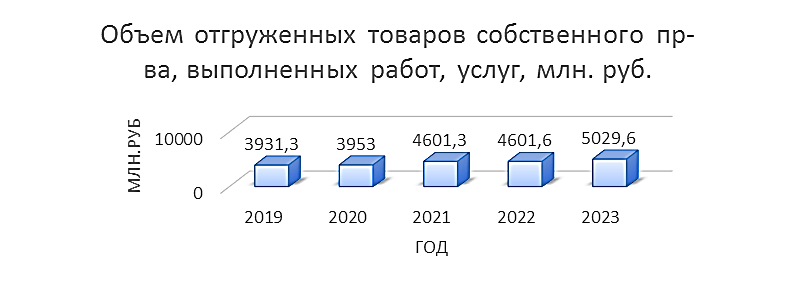 Объем отгруженных товаров собственного пр-
ва, выполненных работ, услуг, млн. руб.
МЛН.РУБ
10000
0
3931,3 3953 4601,3 4601,6 5029,6
2019 2020 2021 2022 2023
ГОД